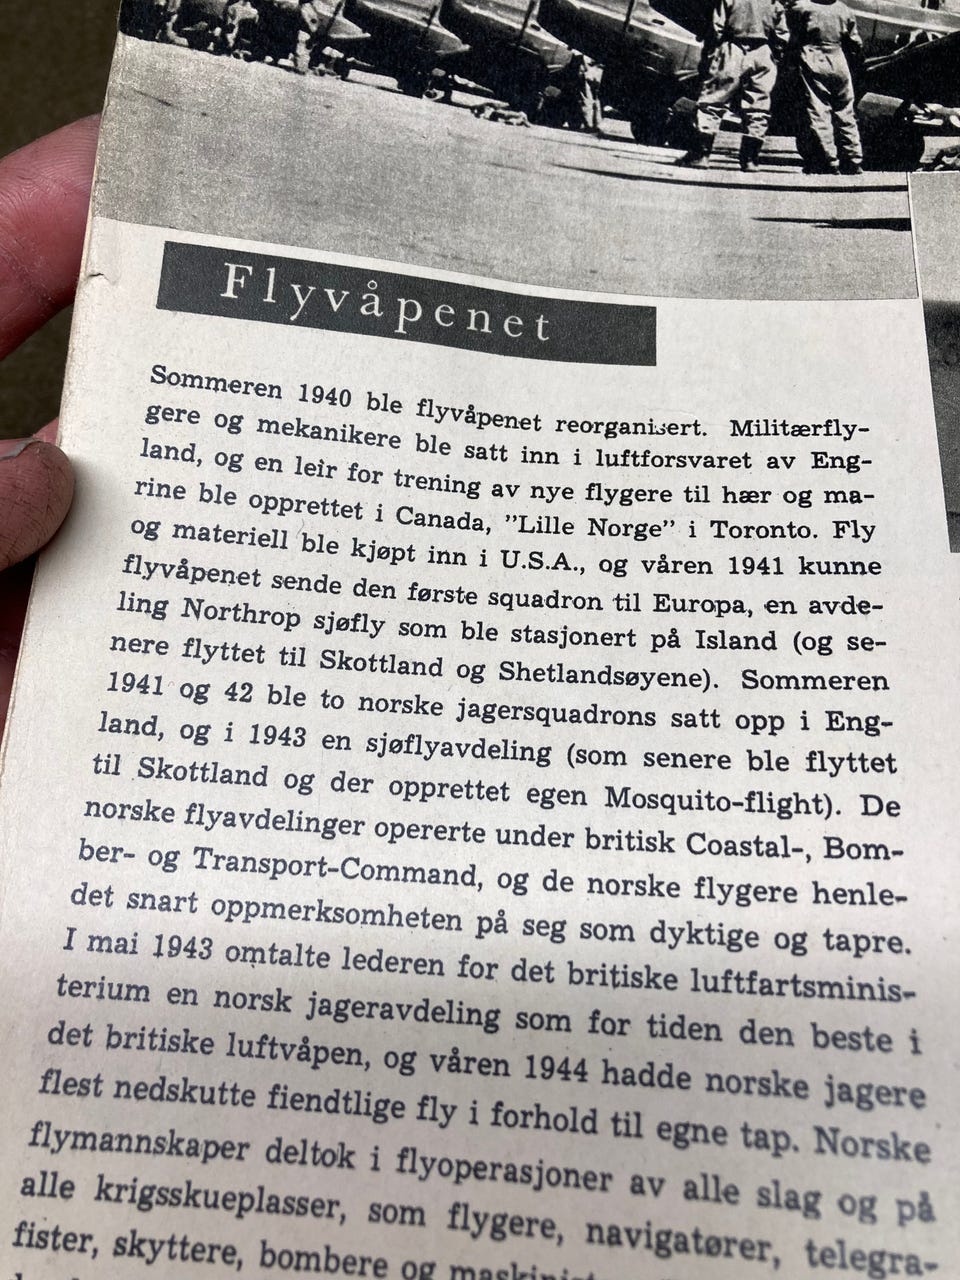 Flyvåpenet
Sommeren 1940 ble flyvåpenet reorganisert. Militærfly-
gere og mekanikere ble satt inn i luftforsvaret av Eng-
land, og en leir for trening av nye flygere til hær og ma-
rine ble opprettet i Canada, ”Lille Norge” i Toronto. Fly
og materiell ble kjøpt inn i U.S.A., og våren 1941 kunne
flyvåpenet sende den første squadron til Europa, en avde-
ling Northrop sjøfly som ble stasjonert på Island (og se-
nere flyttet til Skottland og Shetlandsøyene). Sommeren
1941 og 42 ble to norske jagersquadrons satt opp i Eng-
land, og i 1943 en sjøflyavdeling (som senere ble flyttet
til Skottland og der opprettet egen Mosquito-flight). De
norske flyavdelinger opererte under britisk Coastal-, Bom-
ber- og Transport-Command, og de norske flygere henle-
det snart oppmerksomheten på seg som dyktige og tapre.
I mai 1943 omtalte lederen for det britiske luftfartsminis-
terium en norsk jageravdeling som for tiden den beste i
det britiske luftvåpen, og våren 1944 hadde norske jagere
flest nedskutte fiendtlige fly i forhold til egne tap. Norske
flymannskaper deltok i flyoperasjoner av alle slag og på
alle krigsskueplasser, som flygere, navigatører, telegra-
fister, skyttere, bombere og